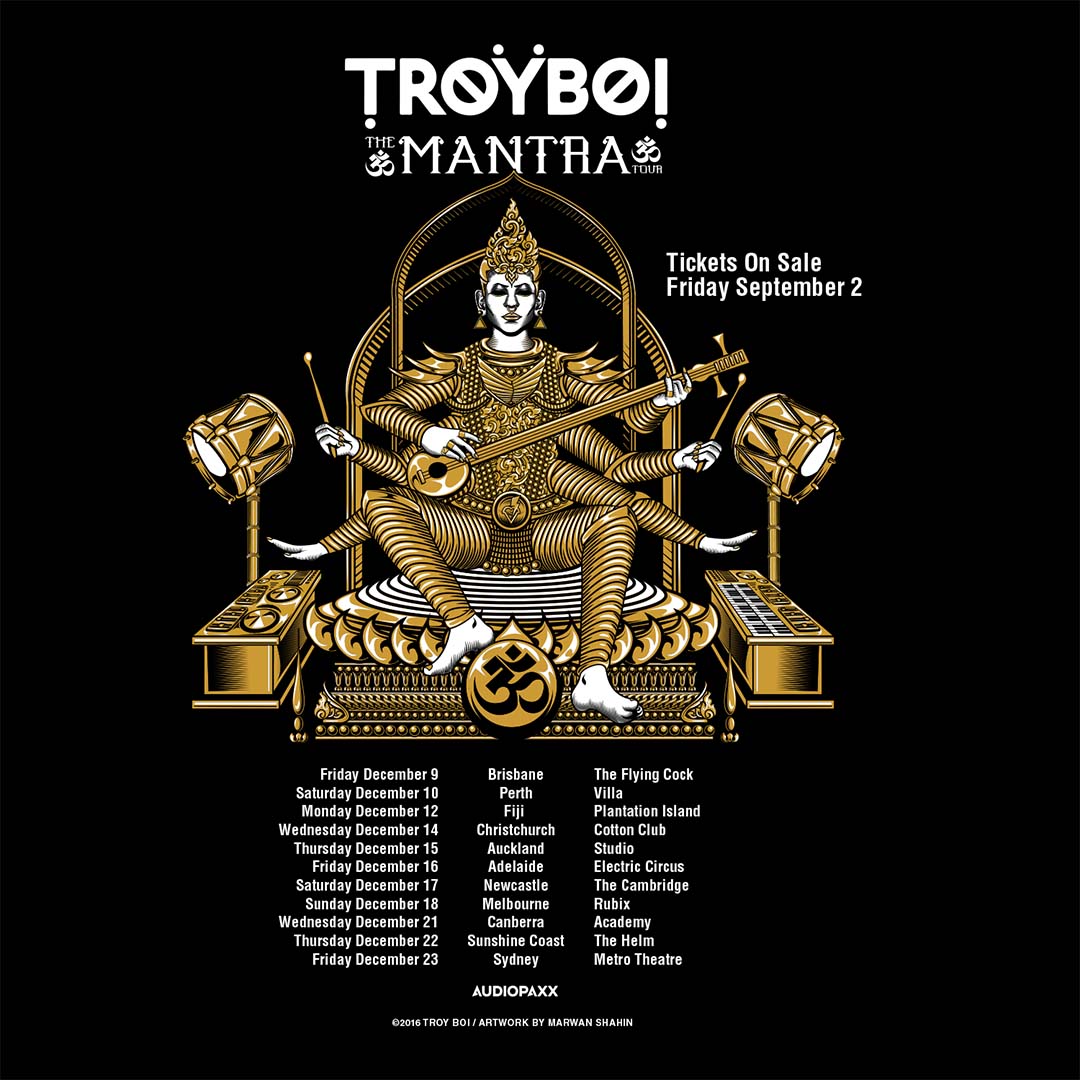 TRØYBØI
THE ॐ MANTRA ॐ TOUR
Tickets On Sale
Friday September 2
ॐ
Friday December 9 Brisbane The Flying Cock
Saturday December 10 Perth Villa
Monday December 12 Fiji Plantation Island
Wednesday December 14 Christchurch Cotton Club
Thursday December 15 Auckland Studio
Friday December 16 Adelaide Electric Circus
Saturday December 17 Newcastle The Cambridge
Sunday December 18 Melbourne Rubix
Wednesday December 21 Canberra Academy
Thursday December 22 Sunshine Coast The Helm
Friday December 23 Sydney Metro Theatre
AUDIOPAXX
©2016 TROY BOI / ARTWORK BY MARWAN SHAHIN